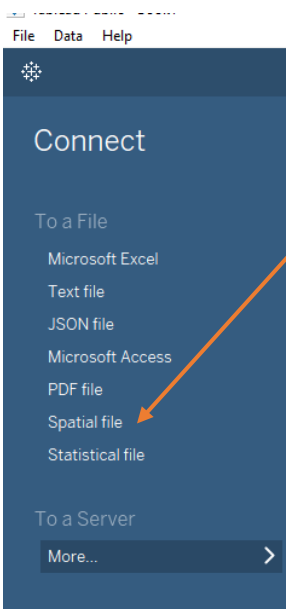 File Data Help
Connect
To a File
Microsoft Excel
Text file
JSON file
Microsoft Access
PDF file
Spatial file
Statistical file
To a Server
More...